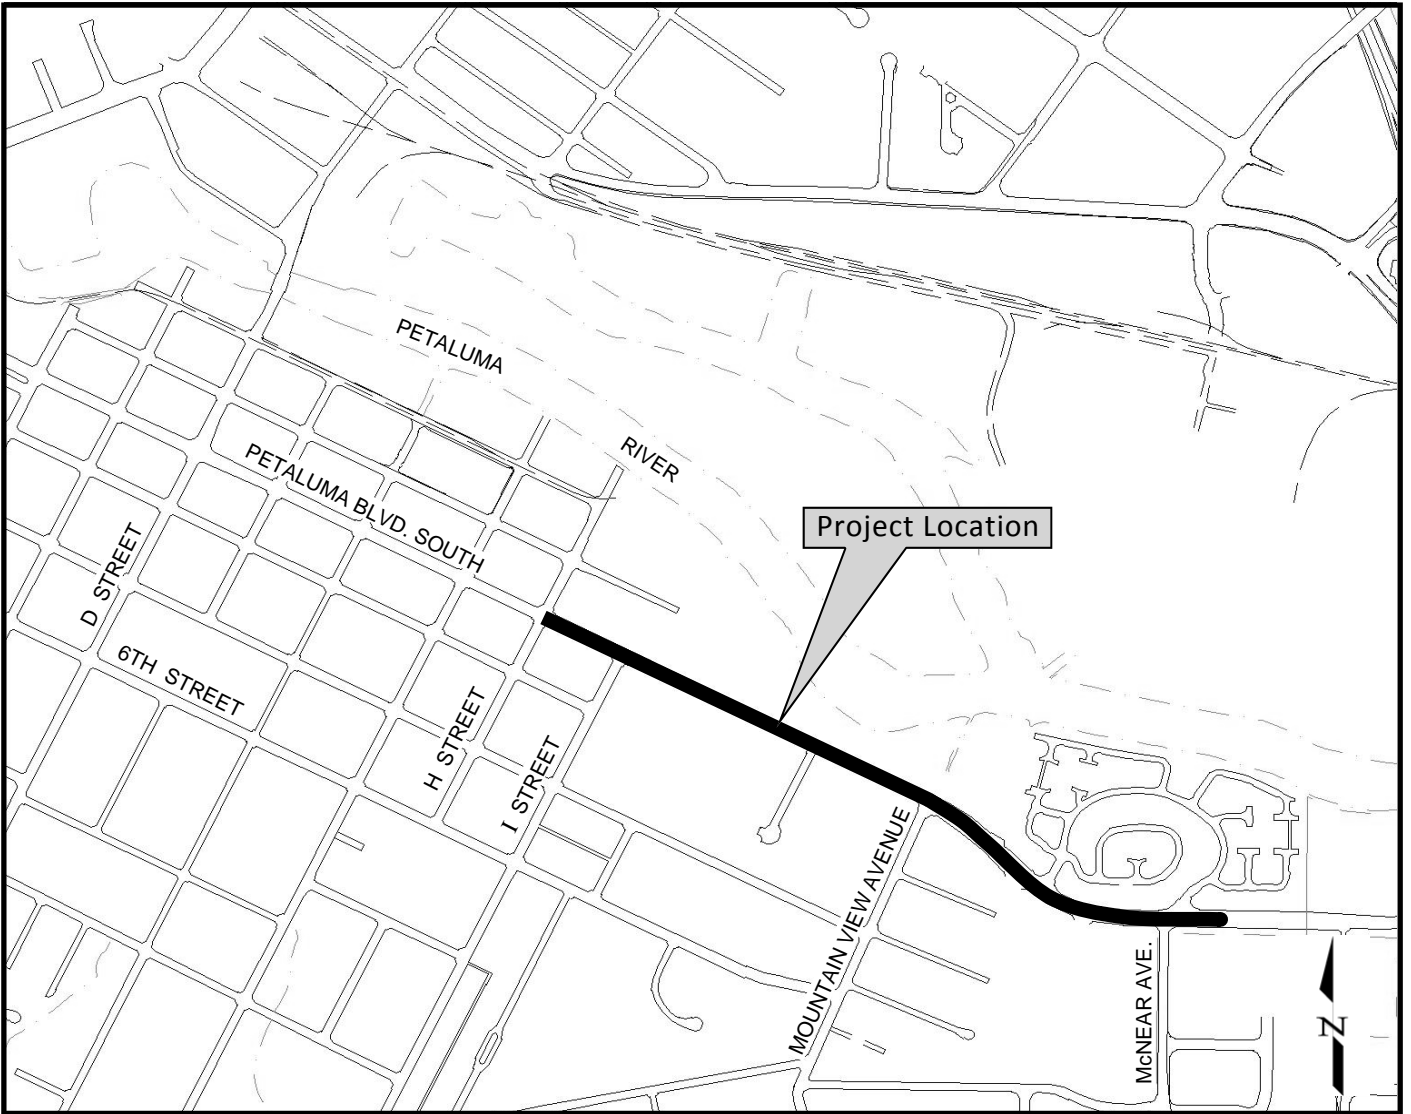 PETALUMA
RIVER
PETALUMA BLVD. SOUTH
Project Location
D STREET
6TH STREET
H STREET
I STREET
MOUNTAIN VIEW AVENUE
McNEAR AVE.
N